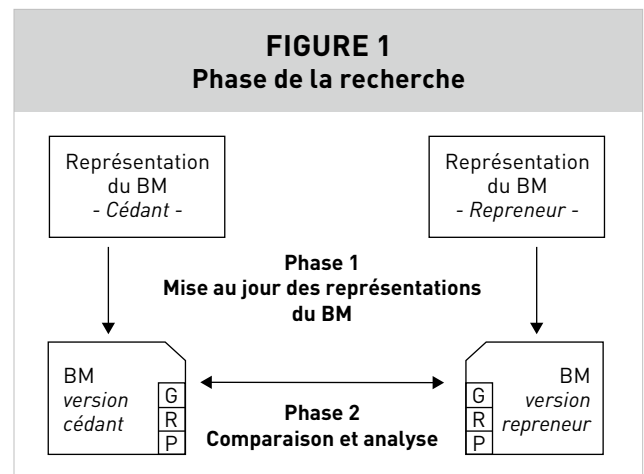 FIGURE 1
Phase de la recherche
Représentation
du BM
- Cédant -
Représentation
du BM
- Repreneur -
Phase 1
Mise au jour des représentations
du BM
BM
version
cédant
G
R
P
Phase 2
Comparaison et analyse
G
R
P
BM
version
repreneur